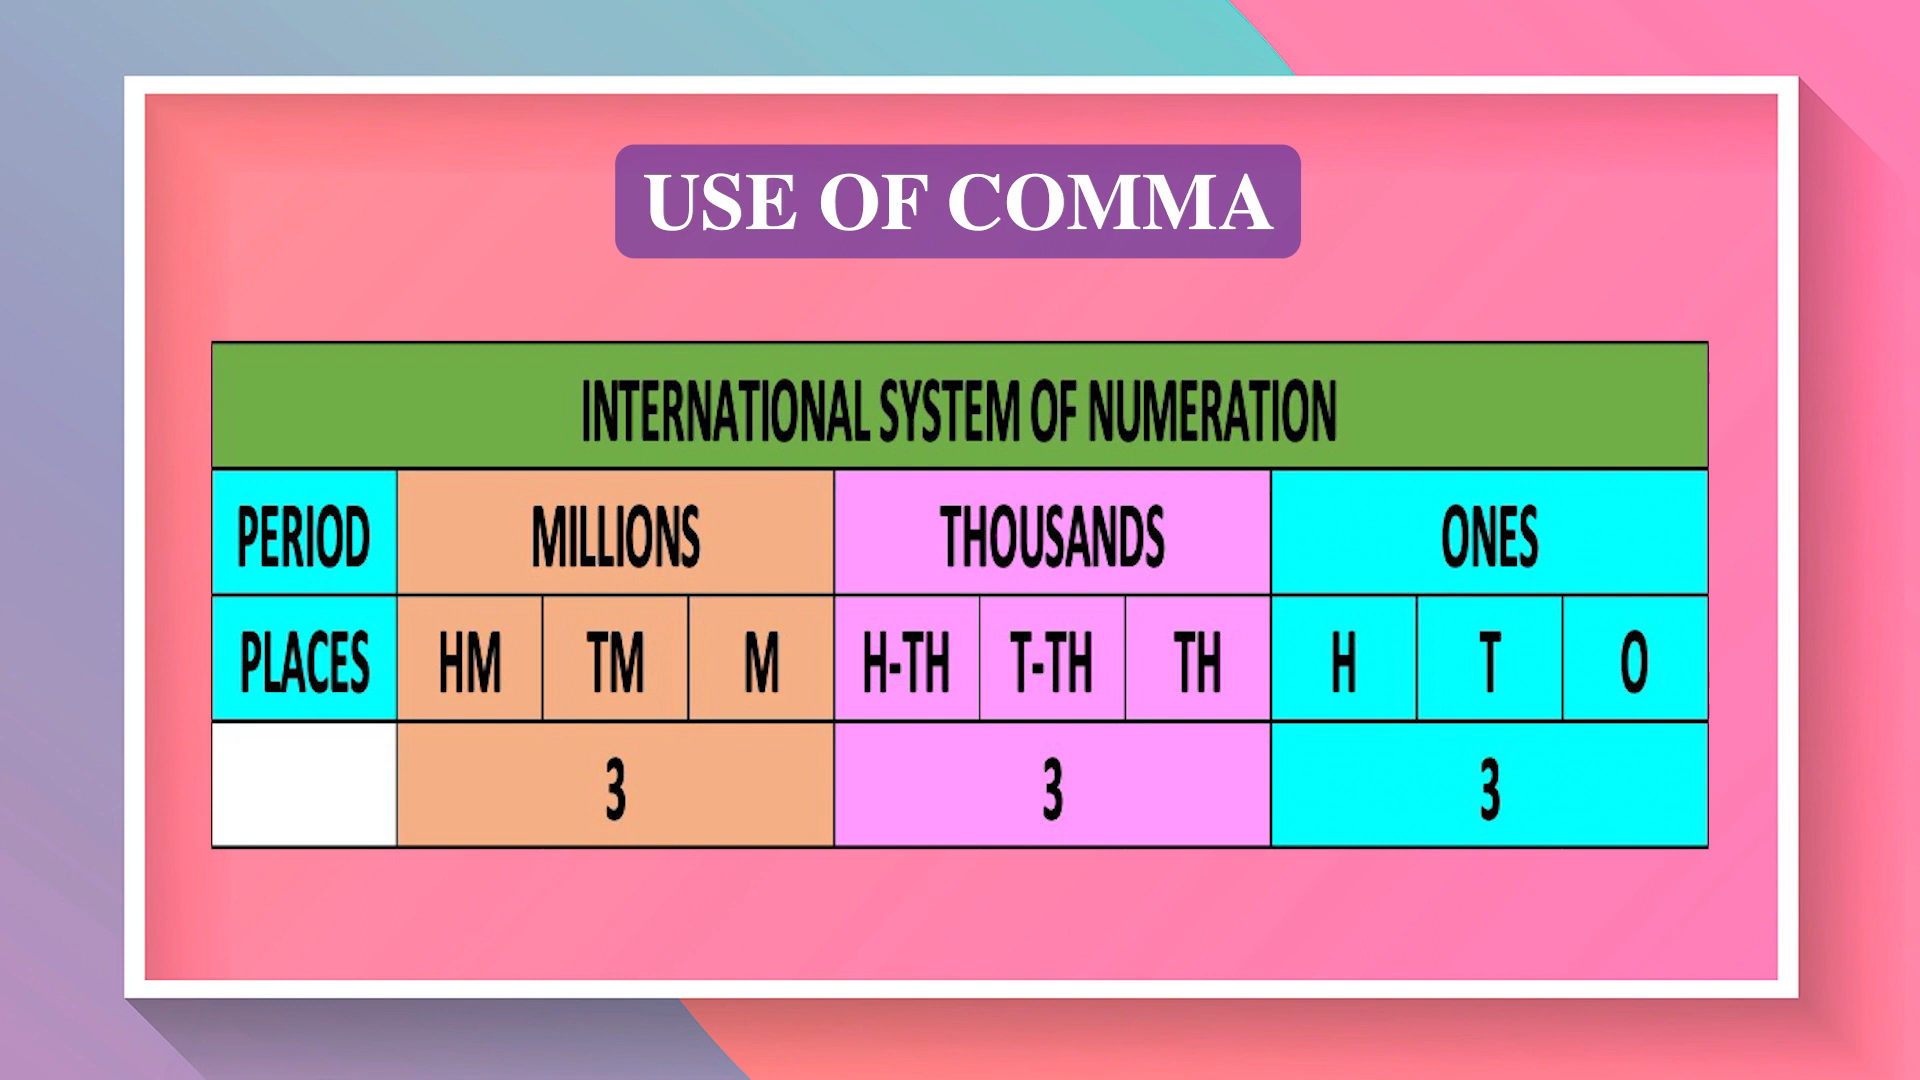 USE OF COMMA
INTERNATIONAL SYSTEM OF NUMERATION
PERIOD MILLIONS THOUSANDS ONES
PLACES HM TM M H-TH T-TH TH H T O
3 3 3